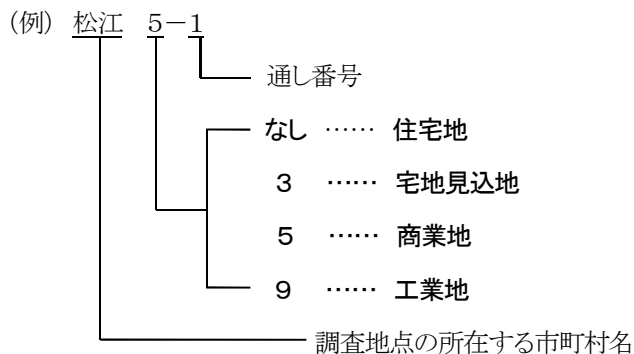 (例) 松江 5-1
通し番号
なし …… 住宅地
3 …… 宅地見込地
5 …… 商業地
9 …… 工業地
調査地点の所在する市町村名